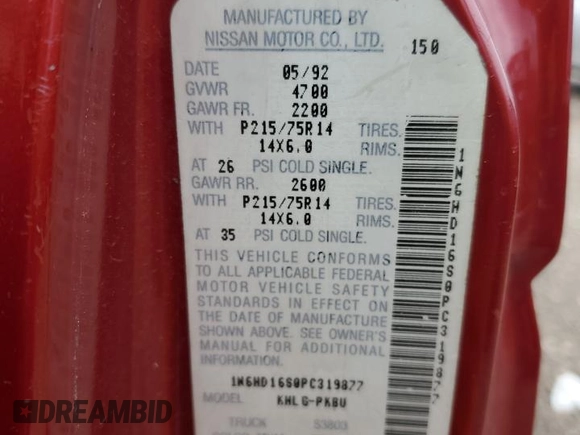 MANUFACTURED BY
NISSAN MOTOR CO., LTD. 150
DATE 05/92
GVWR 4700
GAWR FR. 2200
WITH P215/75R14 TIRES.
14X6.0 RIMS.
AT 26 PSI COLD SINGLE.
GAWR RR. 2600
WITH P215/75R14 TIRES.
14X6.0 RIMS.
AT 35 PSI COLD SINGLE.
THIS VEHICLE CONFORMS
TO ALL APPLICABLE FEDERAL
MOTOR VEHICLE SAFETY
STANDARDS IN EFFECT ON
THE DATE OF MANUFACTURE
SHOWN ABOVE. SEE OWNER'S
MANUAL FOR ADDITIONAL
INFORMATION.
1N6HD16S0PC319877
MODEL KHLG-PKBU
TRUCK 53803
1N6HD16S0PC319877
DREAMBID